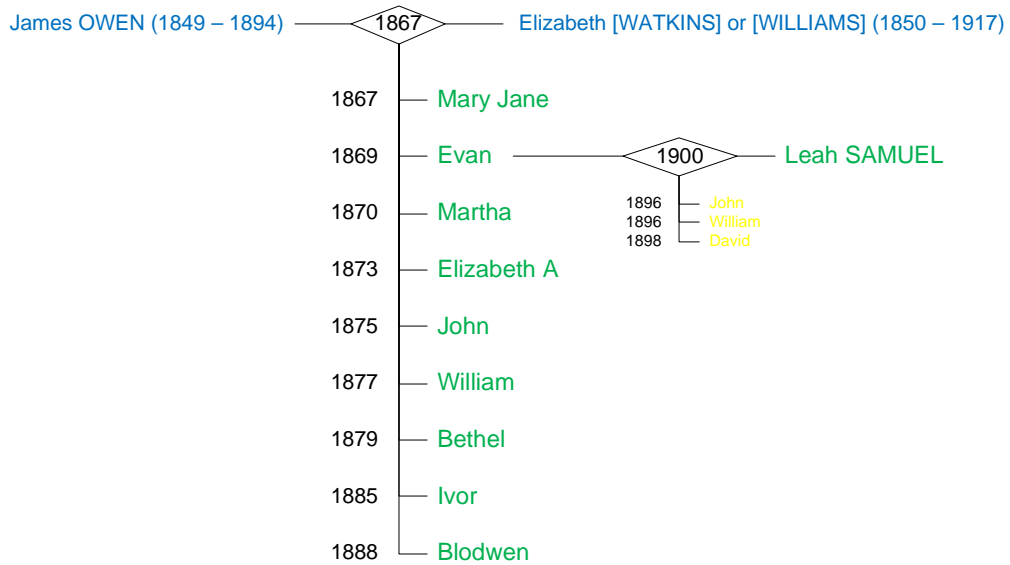 James OWEN (1849 – 1894) 1867 Elizabeth [WATKINS] or [WILLIAMS] (1850 – 1917)
1867 Mary Jane
1869 Evan 1900 Leah SAMUEL
1896 John
1870 Martha
1896 William
1898 David
1873 Elizabeth A
1875 John
1877 William
1879 Bethel
1885 Ivor
1888 Blodwen